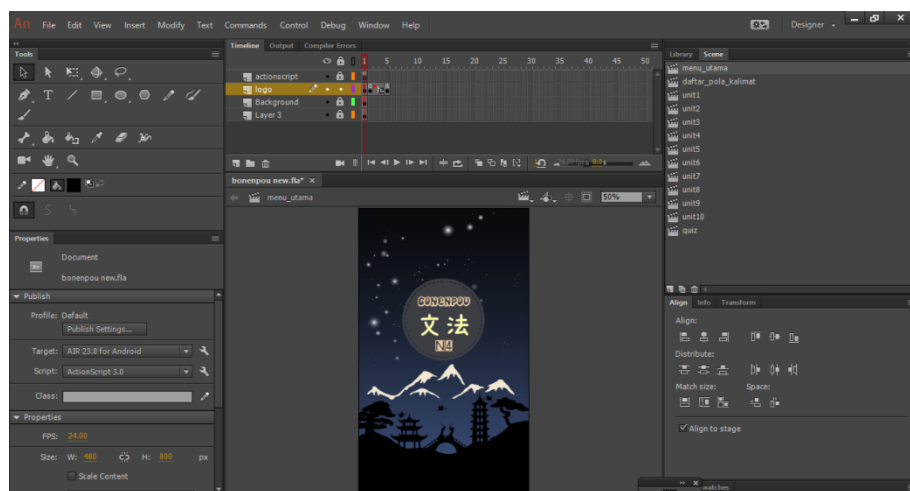 An File Edit View Insert Modify Text Commands Control Debug Window Help
Designer
Tools
Timeline Output Compiler Errors
1 5 10 15 20 25 30 35 40 45 50
actionscript
logo
Background
Layer 3
bonenpou new.fla* ×
menu_utama
50%
BONENPOU
文法
N4
Properties
Document
bonenpou new.fla
Publish
Profile: Default
Publish Settings...
Target: AIR 23.0 for Android
Script: ActionScript 3.0
Class:
Properties
FPS: 24.00
Size: W: 480 H: 800 px
Scale Content
Library Scene
menu_utama
daftar_pola_kalimat
unit1
unit2
unit3
unit4
unit5
unit6
unit7
unit8
unit9
unit10
quiz
Align Info Transform
Align:
Distribute:
Match size: Space:
Align to stage